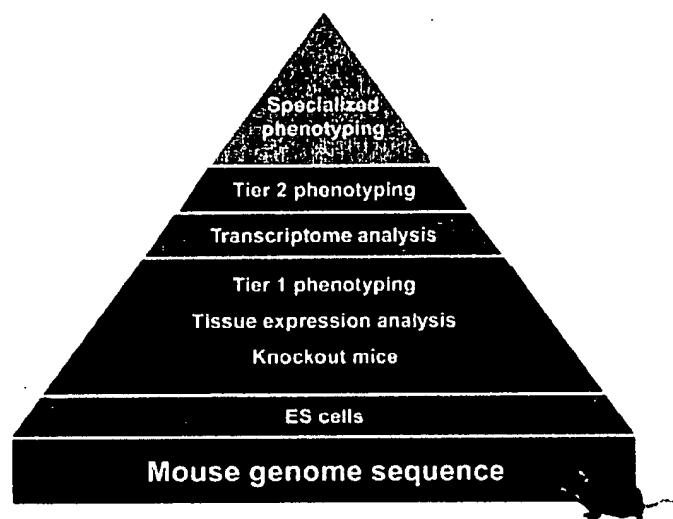 Specialized
phenotyping
Tier 2 phenotyping
Transcriptome analysis
Tier 1 phenotyping
Tissue expression analysis
Knockout mice
ES cells
Mouse genome sequence